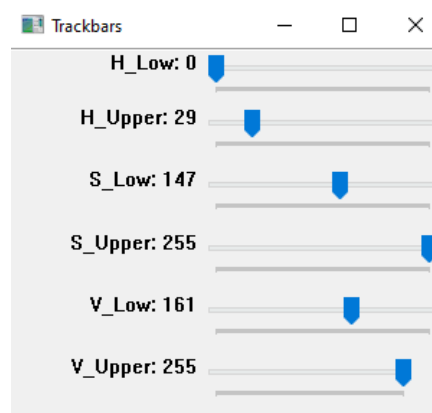 Trackbars
H_Low: 0
H_Upper: 29
S_Low: 147
S_Upper: 255
V_Low: 161
V_Upper: 255